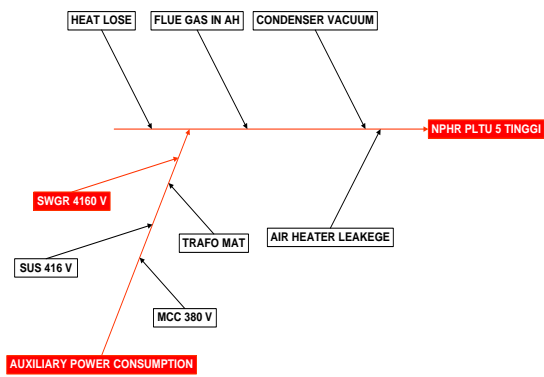 HEAT LOSE
FLUE GAS IN AH
CONDENSER VACUUM
NPHR PLTU 5 TINGGI
SWGR 4160 V
TRAFO MAT
AIR HEATER LEAKEGE
SUS 416 V
MCC 380 V
AUXILIARY POWER CONSUMPTION